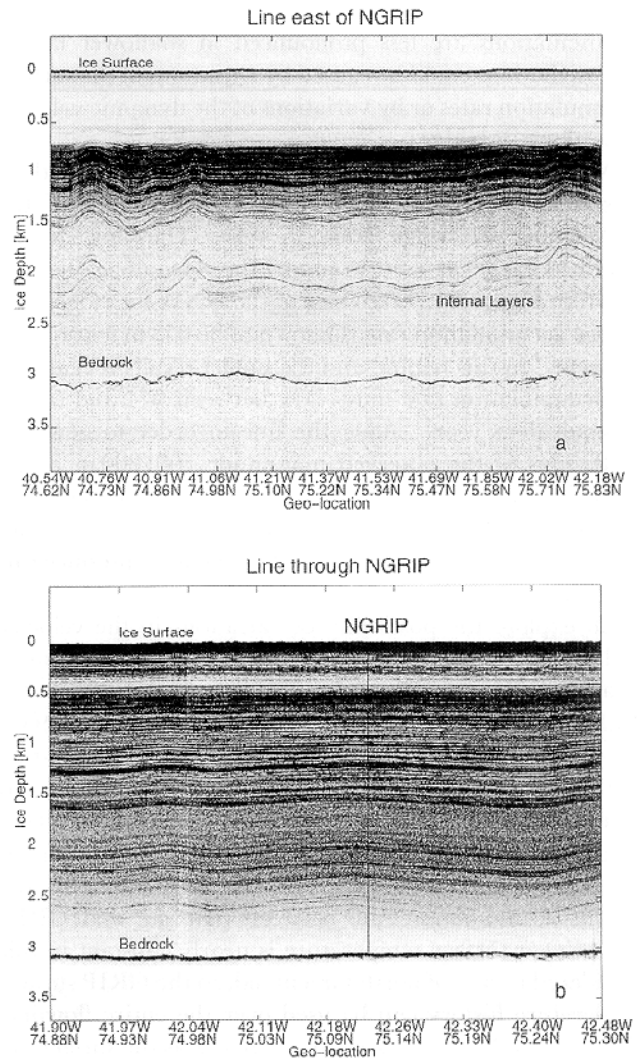 Line east of NGRIP
Ice Surface
0
0.5
1
1.5
2
2.5
3
3.5
Ice Depth [km]
Internal Layers
Bedrock
a
40.54W 40.76W 40.91W 41.06W 41.21W 41.37W 41.53W 41.69W 41.85W 42.02W 42.18W
74.62N 74.73N 74.86N 74.98N 75.10N 75.22N 75.34N 75.47N 75.58N 75.71N 75.83N
Geo-location
Line through NGRIP
Ice Surface
NGRIP
0
0.5
1
1.5
2
2.5
3
3.5
Ice Depth [km]
Bedrock
b
41.90W 41.97W 42.04W 42.11W 42.18W 42.26W 42.33W 42.40W 42.48W
74.88N 74.93N 74.98N 75.03N 75.09N 75.14N 75.19N 75.24N 75.30N
Geo-location